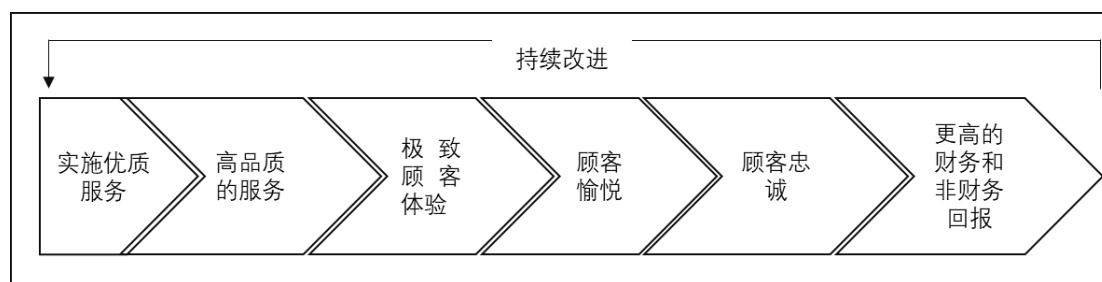 持续改进
实施优质
服务
高品质
的服务
极 致
顾 客
体验
顾客
愉悦
顾客忠
诚
更高的
财务和
非财务
回报